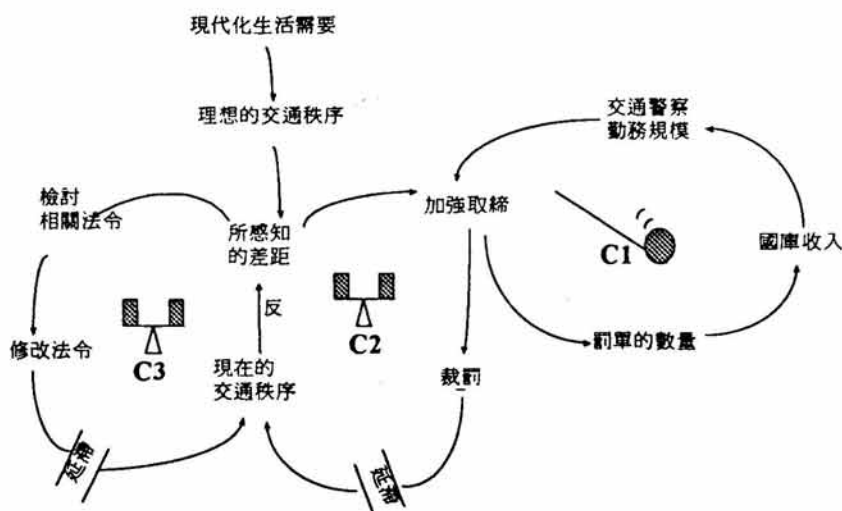 現代化生活需要
理想的交通秩序
交通警察
勤務規模
檢討
相關法令
所感知
的差距
加強取締
國庫收入
C1
反
C2
C3
修改法令
現在的
交通秩序
裁罰
罰單的數量
延滯
延滯